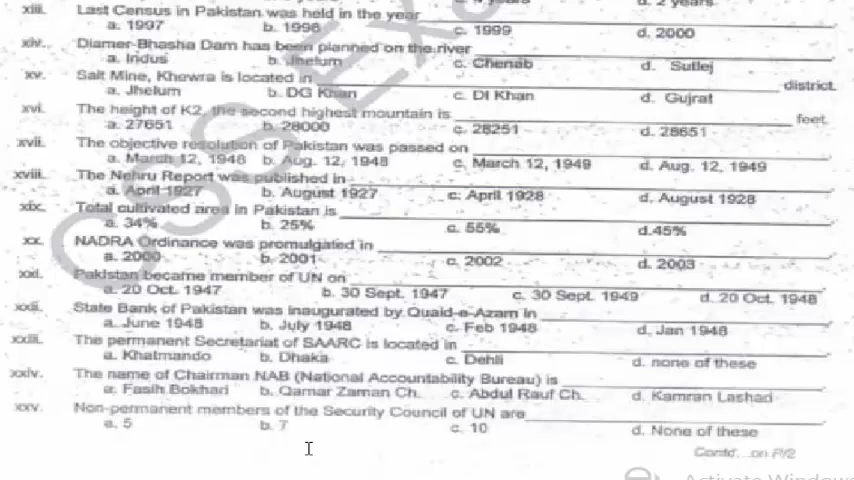 xiii. Last Census in Pakistan was held in the year
a. 1997 b. 1998 c. 1999 d. 2000
xiv. Diamer-Bhasha Dam has been planned on the river
a. Indus b. Jhelum c. Chenab d. Sutlej
xv. Salt Mine, Khewra is located in district.
a. Jhelum b. DG Khan c. DI Khan d. Gujrat
xvi. The height of K2, the second highest mountain is feet.
a. 27651 b. 28000 c. 28251 d. 28651
xvii. The objective resolution of Pakistan was passed on
a. March 12, 1948 b. Aug. 12, 1948 c. March 12, 1949 d. Aug. 12, 1949
xviii. The Nehru Report was published in
a. April 1927 b. August 1927 c. April 1928 d. August 1928
xix. Total cultivated area in Pakistan is
a. 34% b. 25% c. 55% d.45%
xx. NADRA Ordinance was promulgated in
a. 2000 b. 2001 c. 2002 d. 2003
xxi. Pakistan became member of UN on
a. 20 Oct. 1947 b. 30 Sept. 1947 c. 30 Sept. 1949 d. 20 Oct. 1948
xxii. State Bank of Pakistan was inaugurated by Quaid-e-Azam in
a. June 1948 b. July 1948 c. Feb 1948 d. Jan 1948
xxiii. The permanent Secretariat of SAARC is located in
a. Khatmando b. Dhaka c. Dehli d. none of these
xxiv. The name of Chairman NAB (National Accountability Bureau) is
a. Fasih Bokhari b. Qamar Zaman Ch. c. Abdul Rauf Ch. d. Kamran Lashad
xxv. Non-permanent members of the Security Council of UN are
a. 5 b. 7 c. 10 d. None of these
Contd...on P/2
CSS Ex